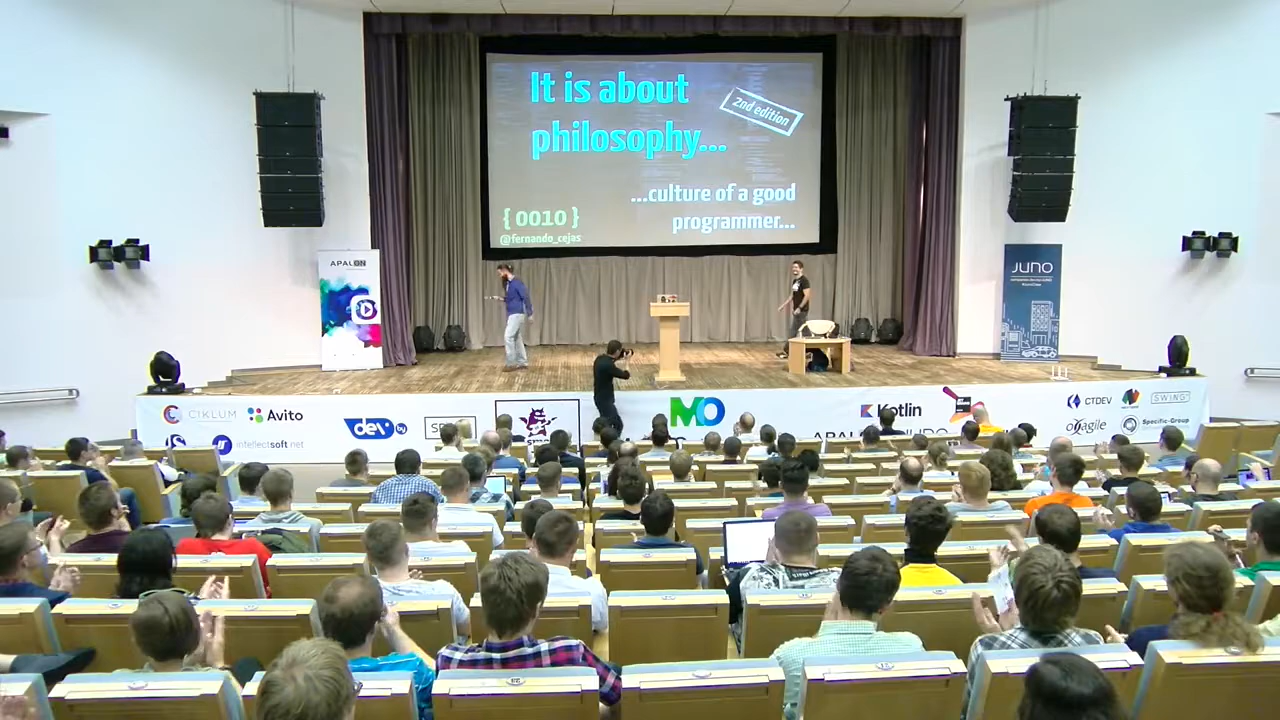 It is about
philosophy...
2nd edition
...culture of a good
programmer...
{ 0010 }
@fernando_cejas
APALON
JUNO
CIKLUM
Avito
dev by
intellectsoft.net
MO
Kotlin
CTDEV
SWING
oxagile
Specific-Group